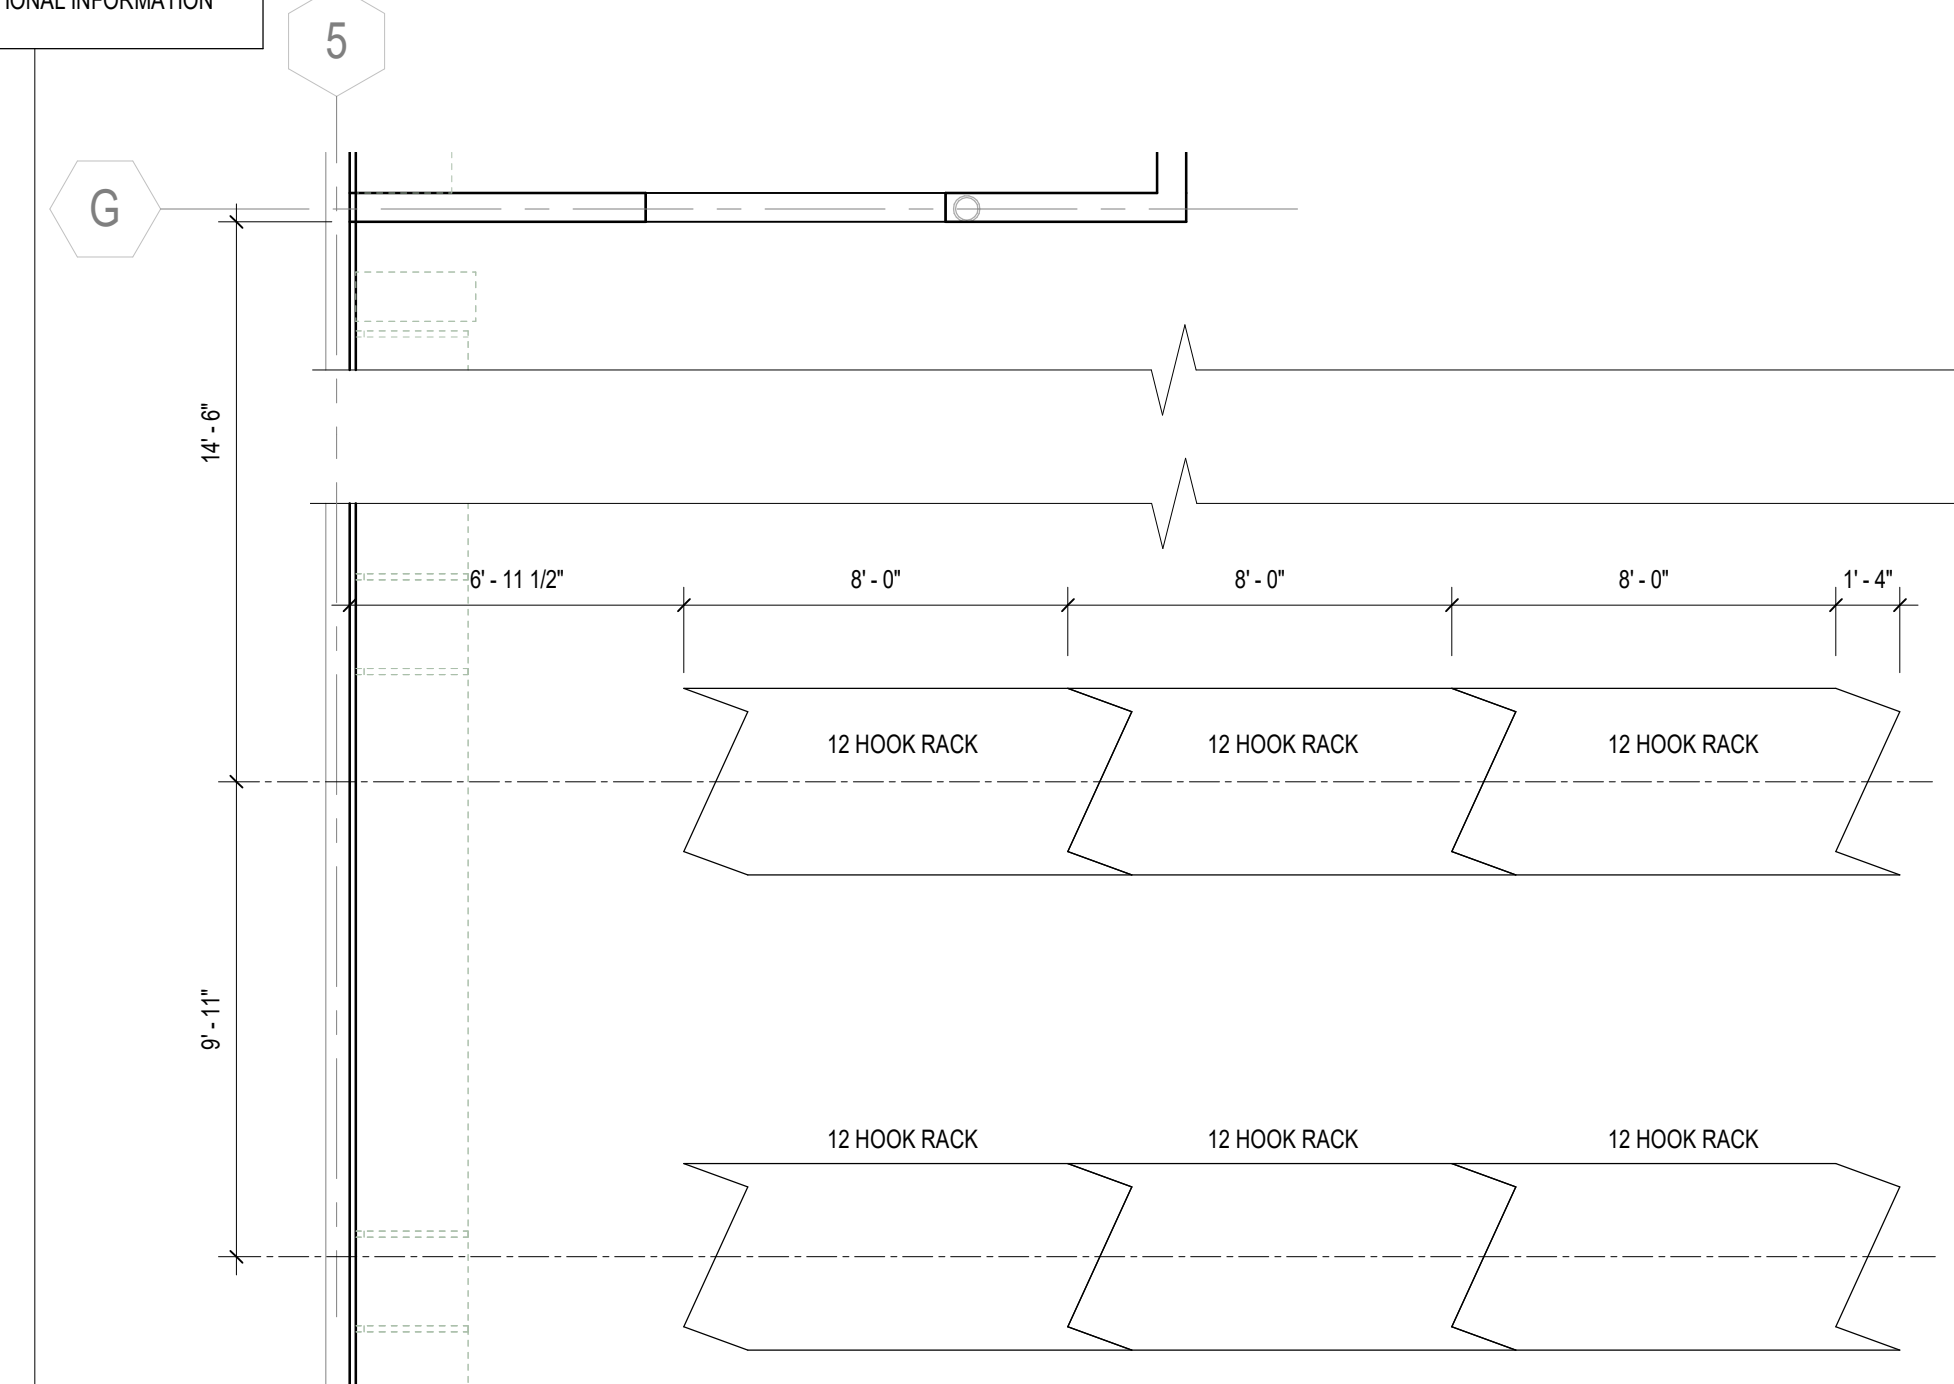 IONAL INFORMATION
5
G
14' - 6"
6' - 11 1/2"
8' - 0"
8' - 0"
8' - 0"
1' - 4"
12 HOOK RACK
12 HOOK RACK
12 HOOK RACK
9' - 11"
12 HOOK RACK
12 HOOK RACK
12 HOOK RACK